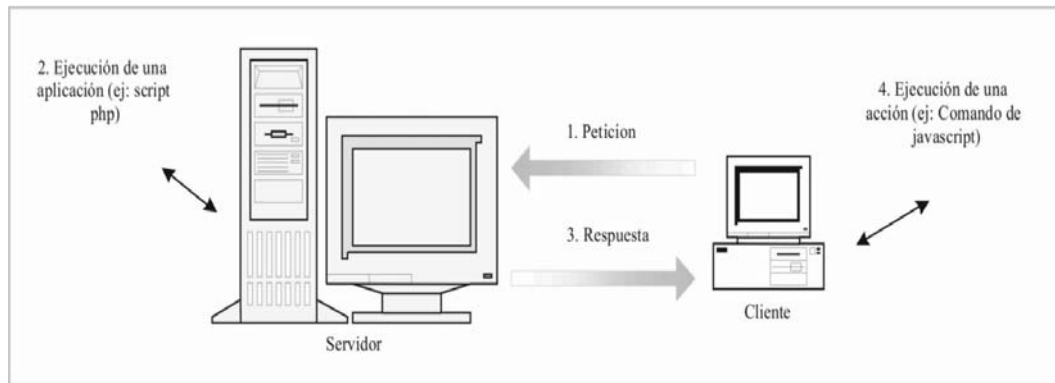 2. Ejecución de una
aplicación (ej: script
php)
1. Peticion
3. Respuesta
Servidor
4. Ejecución de una
acción (ej: Comando de
javascript)
Cliente